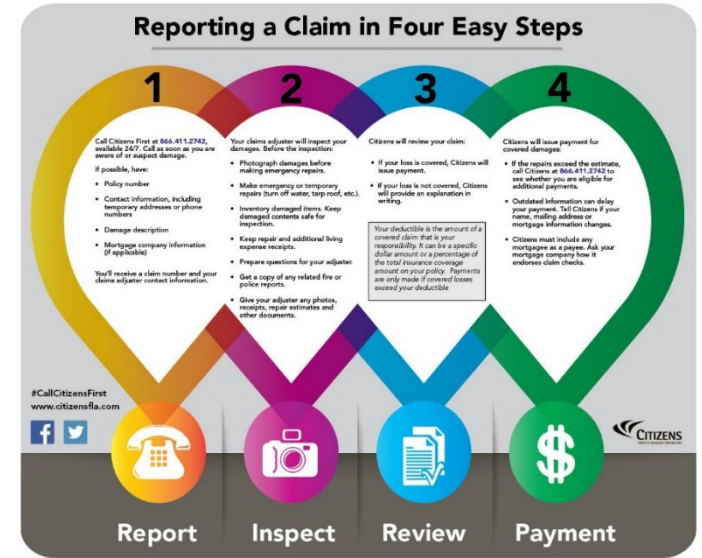 Reporting a Claim in Four Easy Steps
1
Call Citizens First at 866.411.2742,
available 24/7. Call as soon as you are
aware of or suspect damage.
If possible, have:
• Policy number
• Contact information, including
temporary addresses or phone
numbers
• Damage description
• Mortgage company information
(if applicable)
You'll receive a claim number and your
claims adjuster contact information.
2
Your claims adjuster will inspect your
damages. Before the inspection:
• Photograph damages before
making emergency repairs.
• Make emergency or temporary
repairs (turn off water, tarp roof, etc.).
• Inventory damaged items. Keep
damaged contents safe for
inspection.
• Keep repair and additional living
expense receipts.
• Prepare questions for your adjuster.
• Get a copy of any related fire or
police reports.
• Give your adjuster any photos,
receipts, repair estimates and
other documents.
3
Citizens will review your claim:
• If your loss is covered, Citizens will
issue payment.
• If your loss is not covered, Citizens
will provide an explanation in
writing.
Your deductible is the amount of a
covered claim that is your
responsibility. It can be a specific
dollar amount or a percentage of
the total insurance coverage
amount on your policy. Payments
are only made if covered losses
exceed your deductible
4
Citizens will issue payment for
covered damages:
• If the repairs exceed the estimate,
call Citizens at 866.411.2742 to
see whether you are eligible for
additional payments.
• Outdated information can delay
your payment. Tell Citizens if your
name, mailing address or
mortgage information changes.
• Citizens must include any
mortgagee as a payee. Ask your
mortgage company how it
endorses claim checks.
#CallCitizensFirst
www.citizensfla.com
CITIZENS
Report
Inspect
Review
Payment